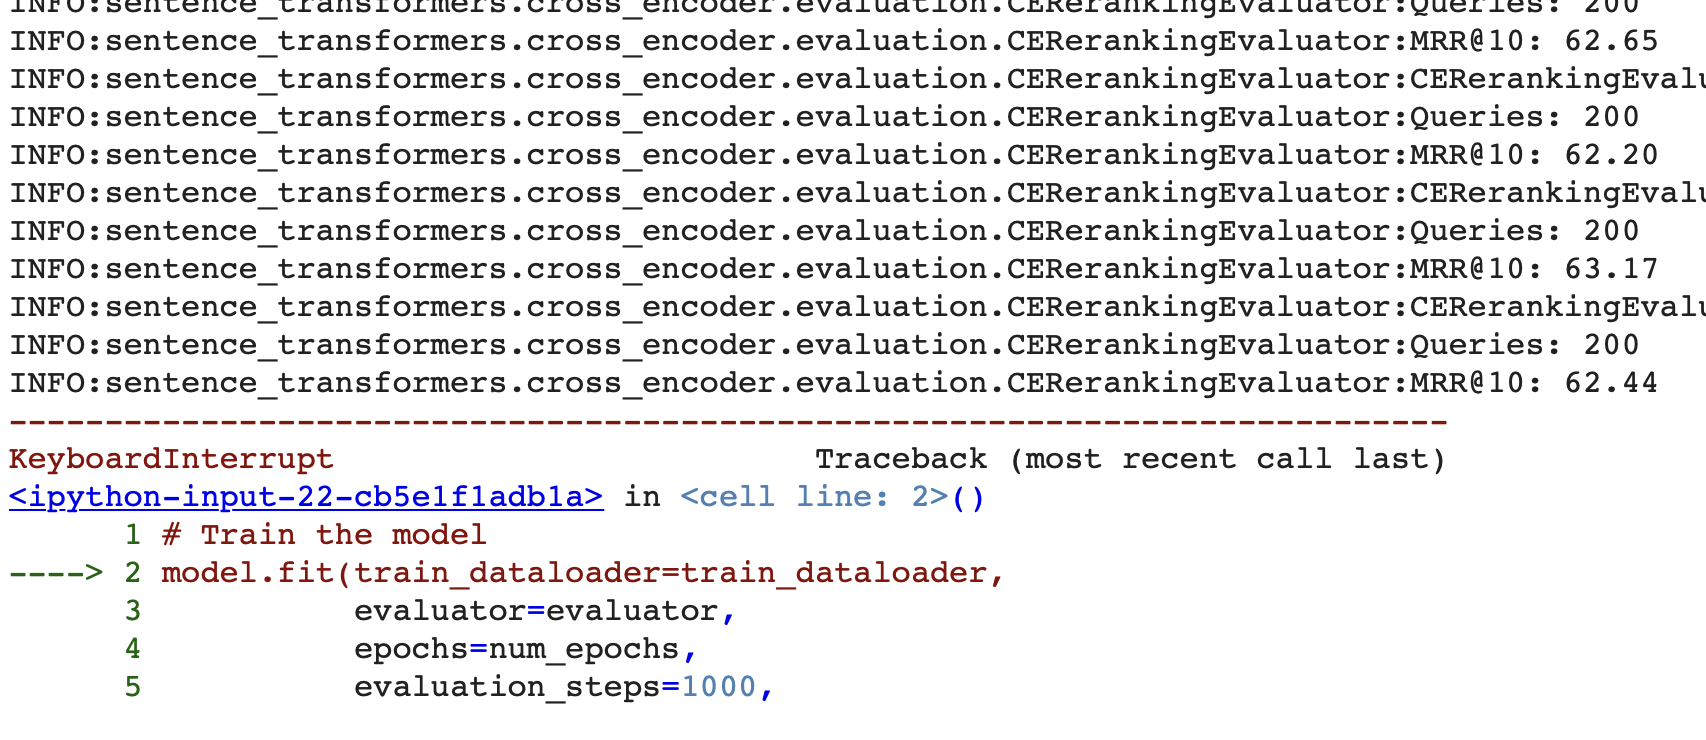 INFO:sentence_transformers.cross_encoder.evaluation.CERerankingEvaluator:Queries: 200
INFO:sentence_transformers.cross_encoder.evaluation.CERerankingEvaluator:MRR@10: 62.65
INFO:sentence_transformers.cross_encoder.evaluation.CERerankingEvaluator:CERerankingEvalu
INFO:sentence_transformers.cross_encoder.evaluation.CERerankingEvaluator:Queries: 200
INFO:sentence_transformers.cross_encoder.evaluation.CERerankingEvaluator:MRR@10: 62.20
INFO:sentence_transformers.cross_encoder.evaluation.CERerankingEvaluator:CERerankingEvalu
INFO:sentence_transformers.cross_encoder.evaluation.CERerankingEvaluator:Queries: 200
INFO:sentence_transformers.cross_encoder.evaluation.CERerankingEvaluator:MRR@10: 63.17
INFO:sentence_transformers.cross_encoder.evaluation.CERerankingEvaluator:CERerankingEvalu
INFO:sentence_transformers.cross_encoder.evaluation.CERerankingEvaluator:Queries: 200
INFO:sentence_transformers.cross_encoder.evaluation.CERerankingEvaluator:MRR@10: 62.44
---------------------------------------------------------------------------
KeyboardInterrupt                         Traceback (most recent call last)
<ipython-input-22-cb5e1f1adb1a> in <cell line: 2>()
      1 # Train the model
----> 2 model.fit(train_dataloader=train_dataloader,
      3           evaluator=evaluator,
      4           epochs=num_epochs,
      5           evaluation_steps=1000,